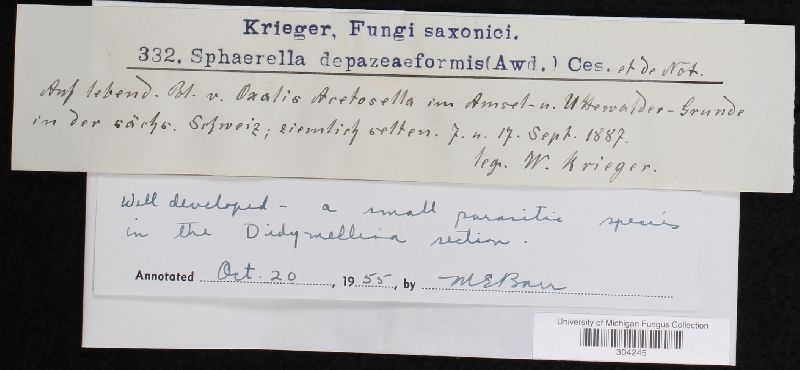 Krieger, Fungi saxonici.
332. Sphaerella depazeaeformis (Awd.) Ces. et de Not.
Auf lebend. Bl. v. Oxalis Acetosella im Amsel- u. Uttewalder-Grunde
in der sächs. Schweiz; ziemlich selten. 7. u. 17. Sept. 1887.
leg. W. Krieger.
Well developed – a small parasitic species
in the Didymellina section.
Annotated Oct. 20, 1955, by M E Barr
University of Michigan Fungus Collection
304245